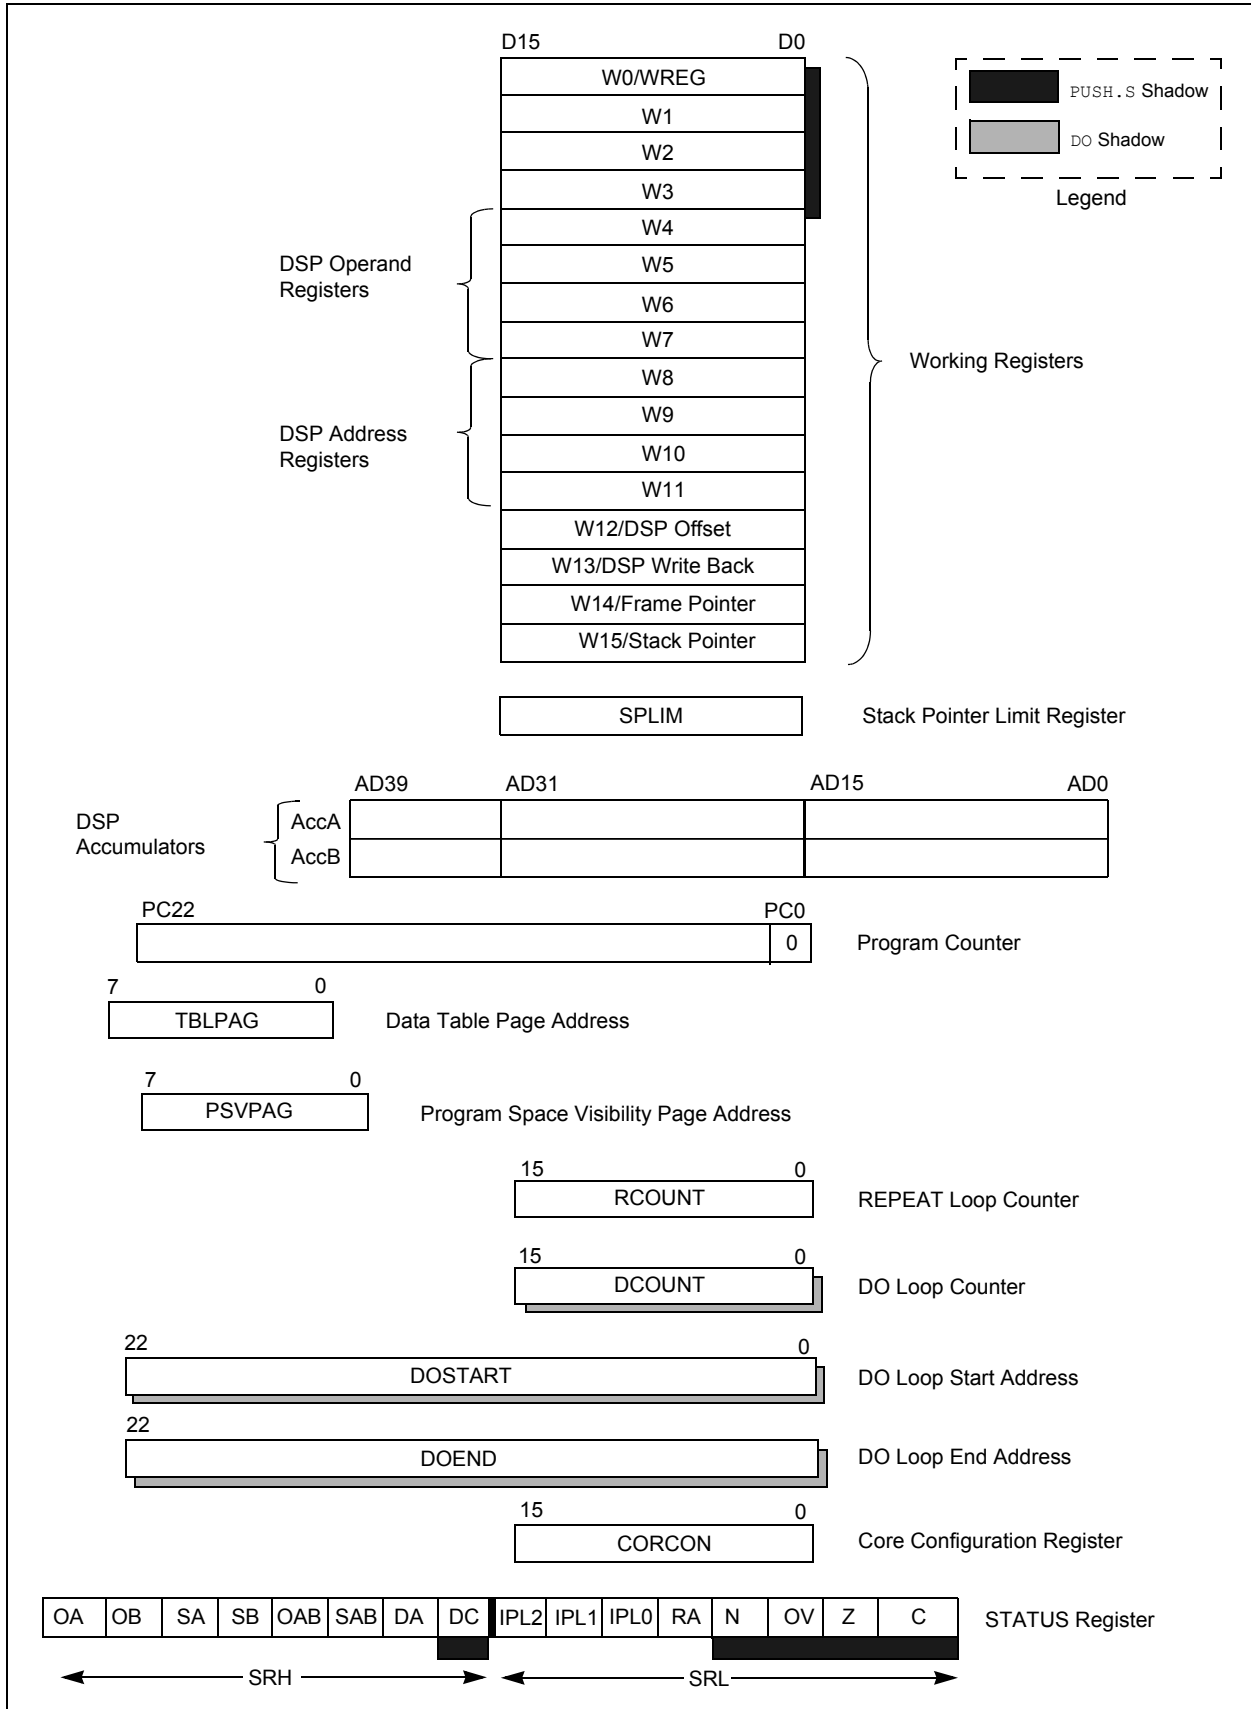 D15 D0
W0/WREG
PUSH.S Shadow
W1
DO Shadow
W2
W3
Legend
W4
DSP Operand
Registers
W5
W6
W7
Working Registers
W8
W9
DSP Address
Registers
W10
W11
W12/DSP Offset
W13/DSP Write Back
W14/Frame Pointer
W15/Stack Pointer
SPLIM Stack Pointer Limit Register
AD39 AD31 AD15 AD0
DSP
Accumulators
AccA
AccB
PC22 PC0
0 Program Counter
7 0
TBLPAG Data Table Page Address
7 0
PSVPAG Program Space Visibility Page Address
15 0
RCOUNT REPEAT Loop Counter
15 0
DCOUNT DO Loop Counter
22 0
DOSTART DO Loop Start Address
22
DOEND DO Loop End Address
15 0
CORCON Core Configuration Register
OA OB SA SB OAB SAB DA DC IPL2 IPL1 IPL0 RA N OV Z C STATUS Register
SRH SRL